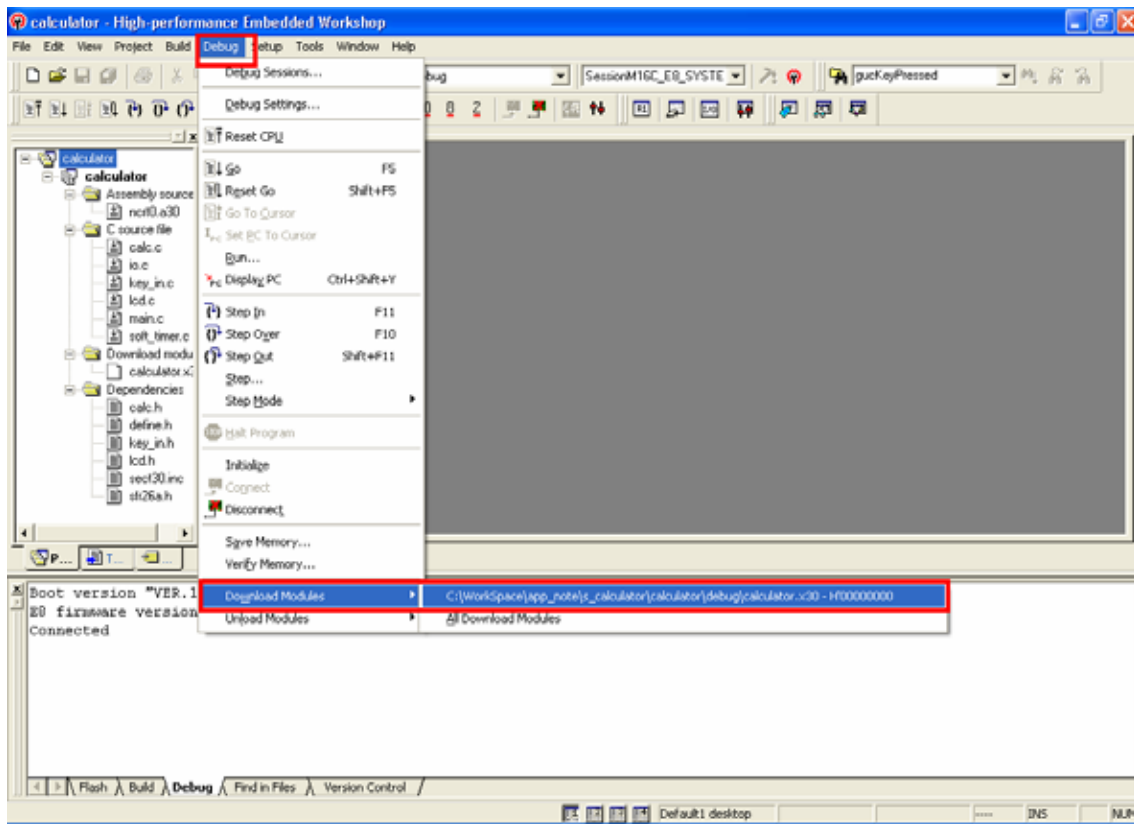 calculator - High-performance Embedded Workshop
File Edit View Project Build Debug Setup Tools Window Help
SessionM16C_E8_SYSTE
gucKeyPressed
Debug Sessions...
Debug Settings...
Reset CPU
Go F5
Reset Go Shift+F5
Go To Cursor
Set PC To Cursor
Run...
Display PC Ctrl+Shift+Y
Step In F11
Step Over F10
Step Out Shift+F11
Step...
Step Mode
Halt Program
Initialize
Connect
Disconnect
Save Memory...
Verify Memory...
Download Modules
Unload Modules
C:\WorkSpace\app_note\s_calculator\calculator\debug\calculator.x30 - H'00000000
All Download Modules
calculator
calculator
Assembly source
ncrt0.a30
C source file
calc.c
io.c
key_in.c
lcd.c
main.c
soft_timer.c
Download modu
calculator.x
Dependencies
calc.h
define.h
key_in.h
lcd.h
sect30.inc
sfr26a.h
P... T... ...
Boot version "VER.1
E8 firmware version
Connected
Flash Build Debug Find in Files Version Control
Default1 desktop
INS
NUM